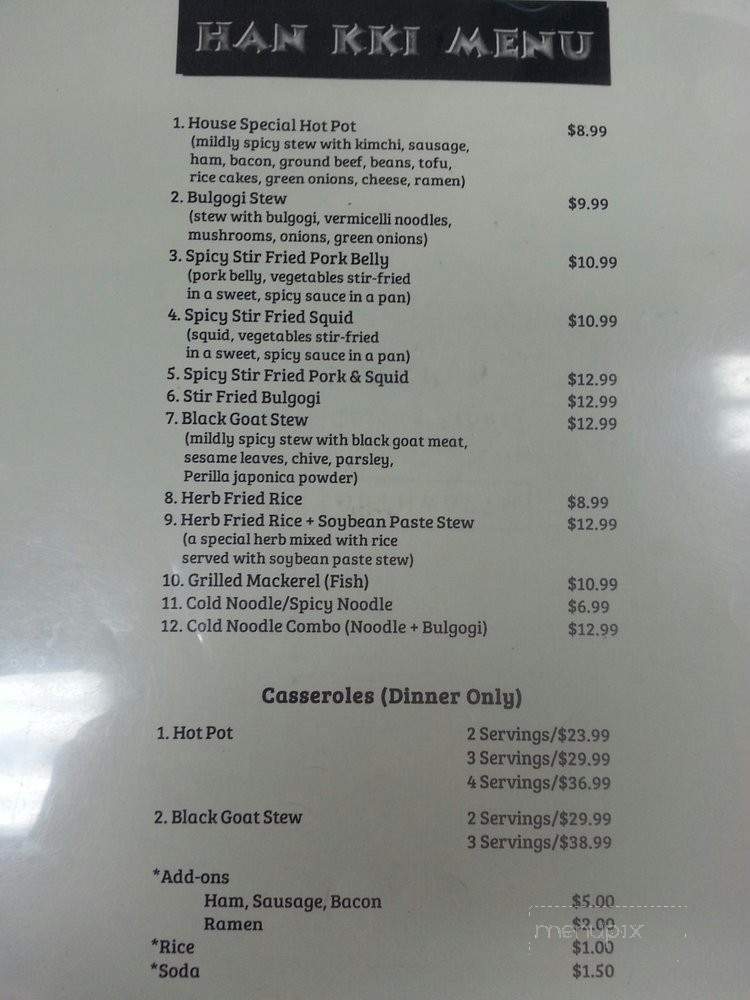 HAN KKI MENU
1. House Special Hot Pot $8.99
(mildly spicy stew with kimchi, sausage,
ham, bacon, ground beef, beans, tofu,
rice cakes, green onions, cheese, ramen)
2. Bulgogi Stew $9.99
(stew with bulgogi, vermicelli noodles,
mushrooms, onions, green onions)
3. Spicy Stir Fried Pork Belly $10.99
(pork belly, vegetables stir-fried
in a sweet, spicy sauce in a pan)
4. Spicy Stir Fried Squid $10.99
(squid, vegetables stir-fried
in a sweet, spicy sauce in a pan)
5. Spicy Stir Fried Pork & Squid $12.99
6. Stir Fried Bulgogi $12.99
7. Black Goat Stew $12.99
(mildly spicy stew with black goat meat,
sesame leaves, chive, parsley,
Perilla japonica powder)
8. Herb Fried Rice $8.99
9. Herb Fried Rice + Soybean Paste Stew $12.99
(a special herb mixed with rice
served with soybean paste stew)
10. Grilled Mackerel (Fish) $10.99
11. Cold Noodle/Spicy Noodle $6.99
12. Cold Noodle Combo (Noodle + Bulgogi) $12.99
Casseroles (Dinner Only)
1. Hot Pot 2 Servings/$23.99
3 Servings/$29.99
4 Servings/$36.99
2. Black Goat Stew 2 Servings/$29.99
3 Servings/$38.99
*Add-ons
Ham, Sausage, Bacon $5.00
Ramen $2.00
menupix
*Rice $1.00
*Soda $1.50